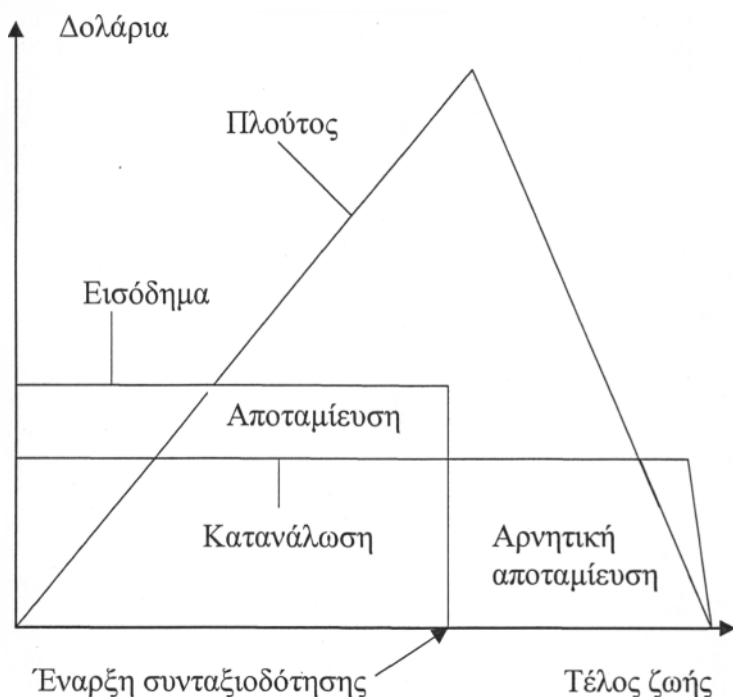 Δολάρια
Πλούτος
Εισόδημα
Αποταμίευση
Κατανάλωση
Αρνητική
αποταμίευση
Έναρξη συνταξιοδότησης
Τέλος ζωής